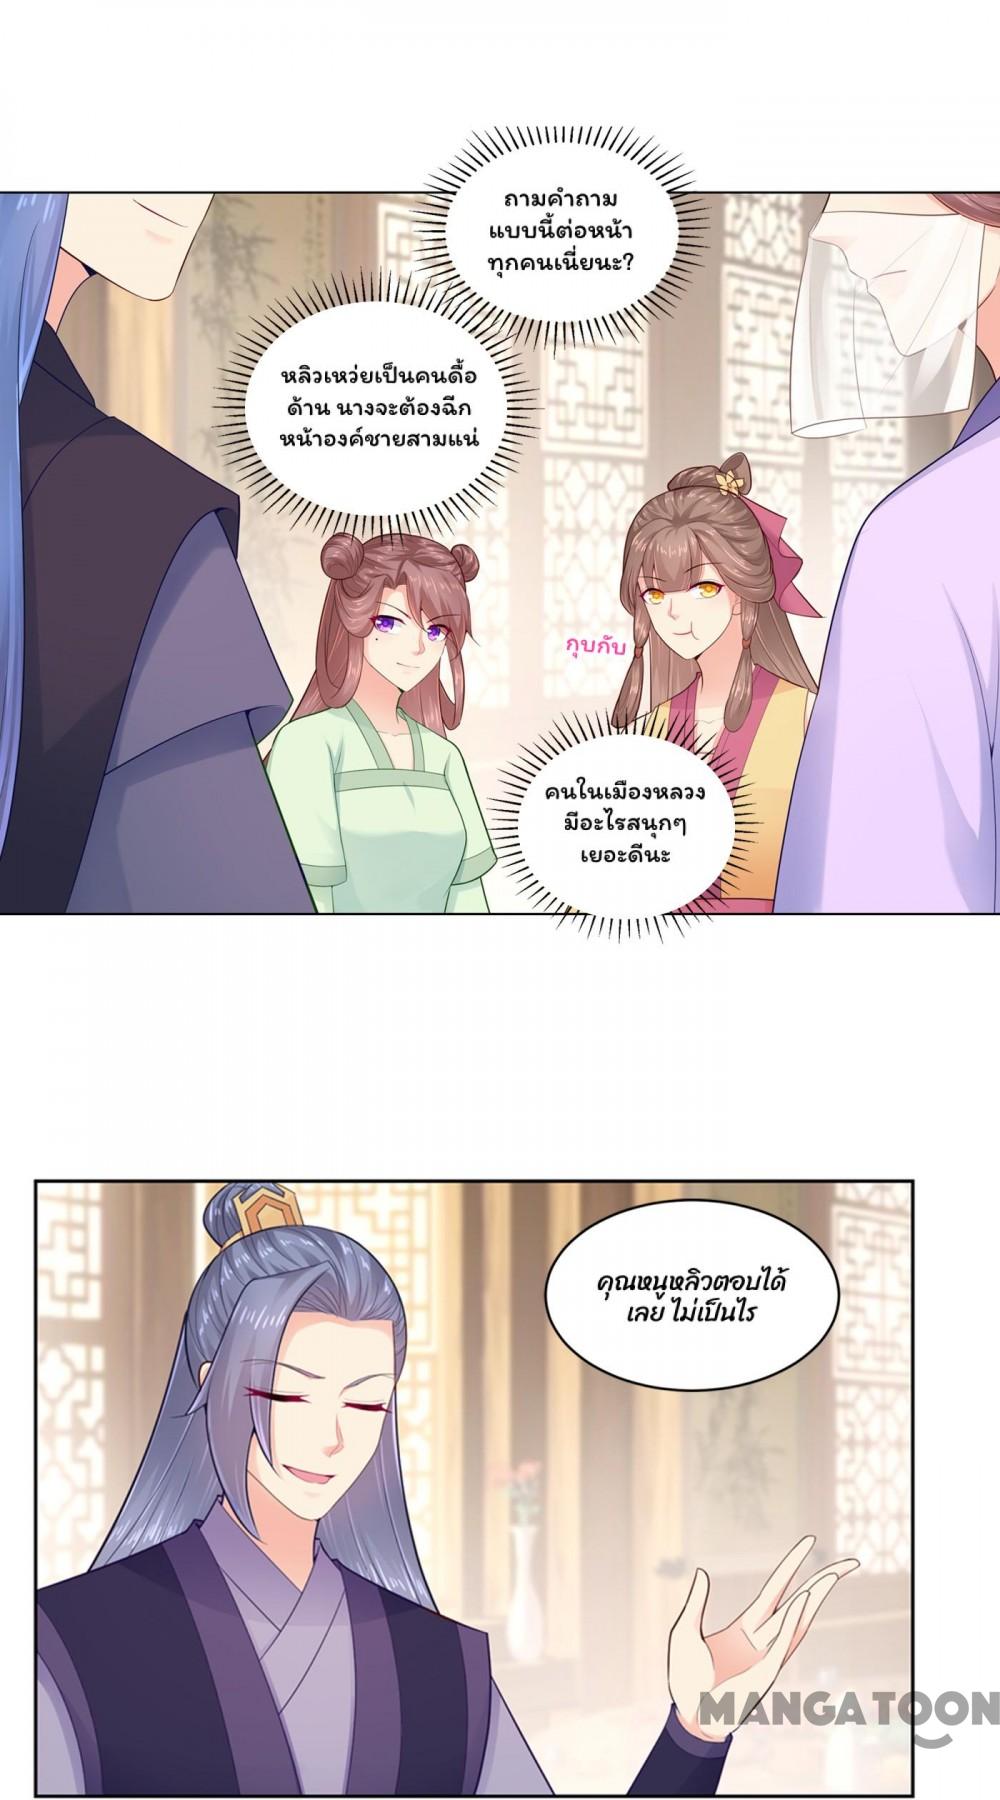 ถามคำถาม
แบบนี้ต่อหน้า
ทุกคนเนี่ยนะ?
หลิวเหว่ยเป็นคนดื้อ
ด้าน นางจะต้องฉีก
หน้าองค์ชายสามแน่
กุบกับ
คนในเมืองหลวง
มีอะไรสนุกๆ
เยอะดีนะ
คุณหนูหลิวตอบได้
เลย ไม่เป็นไร
MANGATOON